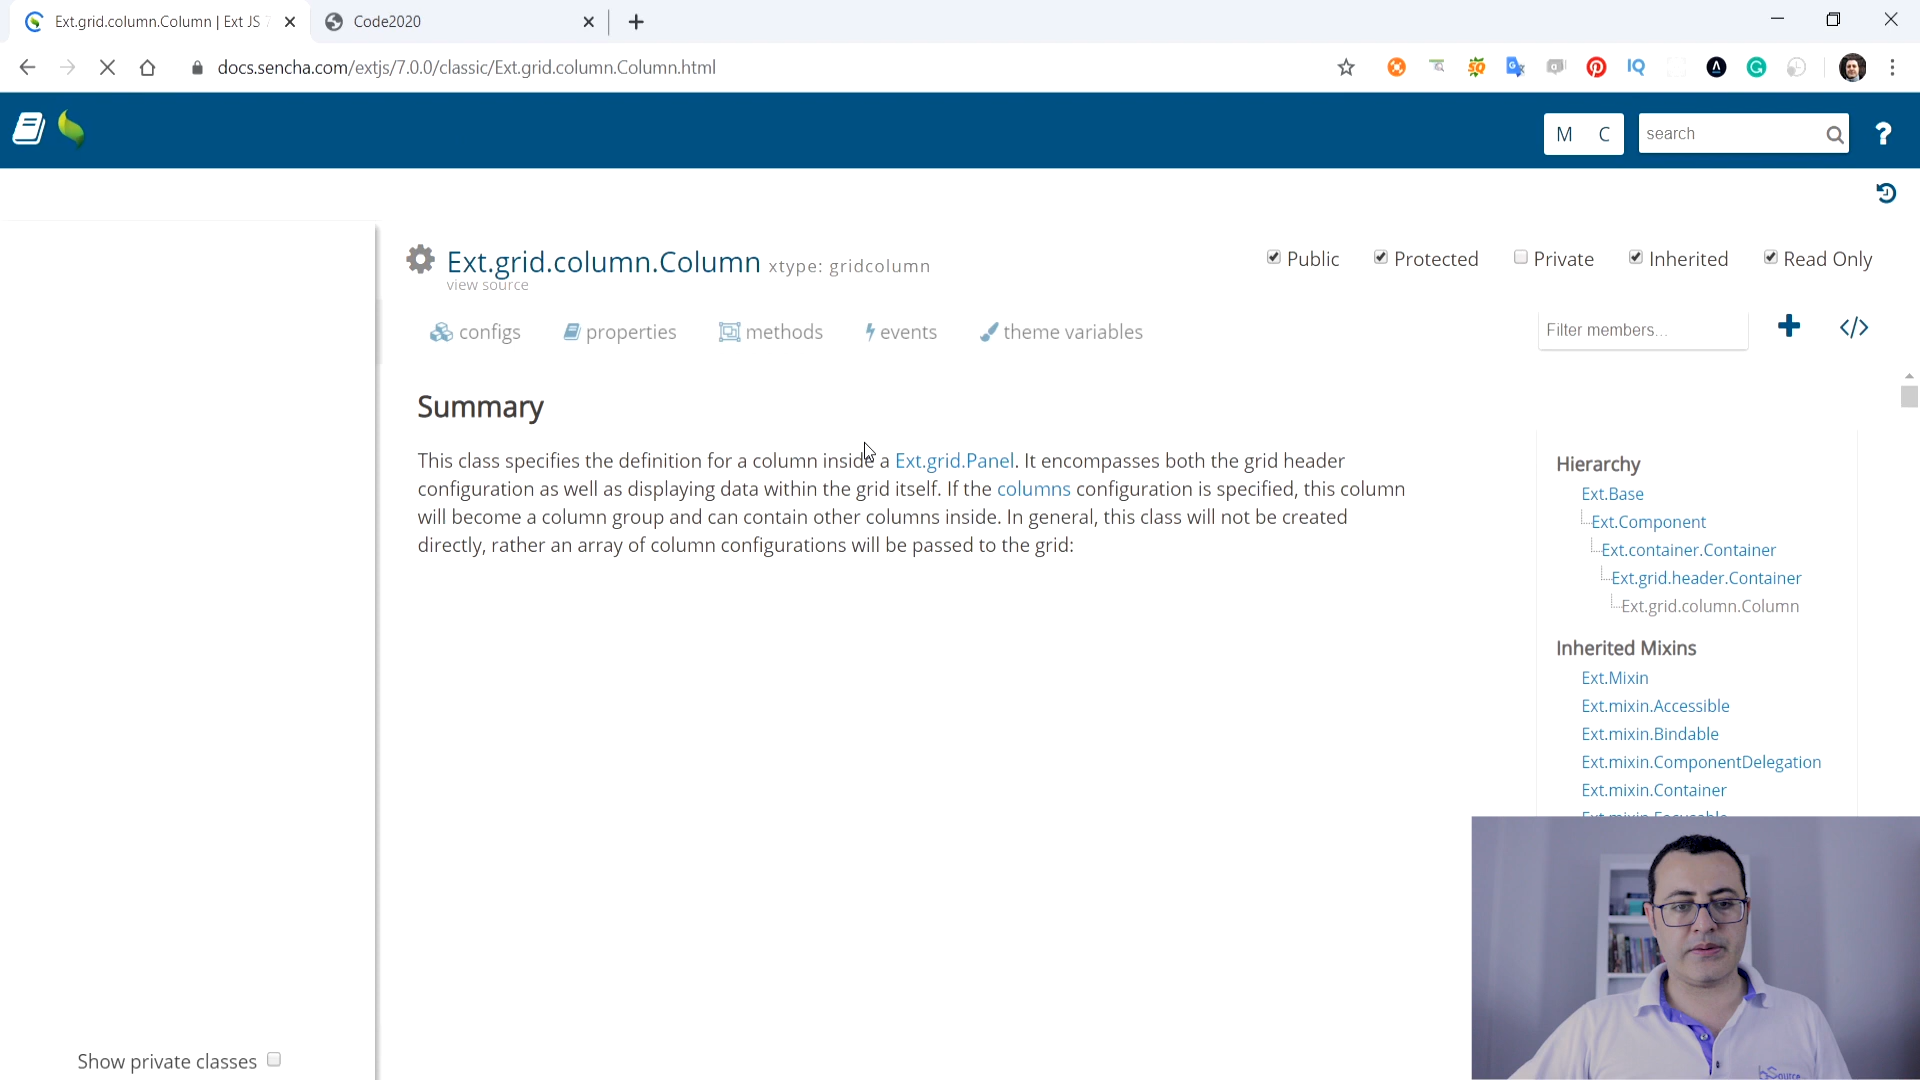 Ext.grid.column.Column | Ext JS 7
Code2020
docs.sencha.com/extjs/7.0.0/classic/Ext.grid.column.Column.html
M C
search
?
Ext.grid.column.Column xtype: gridcolumn
view source
Public Protected Private Inherited Read Only
configs properties methods events theme variables
Filter members...
</>
Summary
This class specifies the definition for a column inside a Ext.grid.Panel. It encompasses both the grid header
configuration as well as displaying data within the grid itself. If the columns configuration is specified, this column
will become a column group and can contain other columns inside. In general, this class will not be created
directly, rather an array of column configurations will be passed to the grid:
Hierarchy
Ext.Base
Ext.Component
Ext.container.Container
Ext.grid.header.Container
Ext.grid.column.Column
Inherited Mixins
Ext.Mixin
Ext.mixin.Accessible
Ext.mixin.Bindable
Ext.mixin.ComponentDelegation
Ext.mixin.Container
Ext.mixin.Focusable
Show private classes